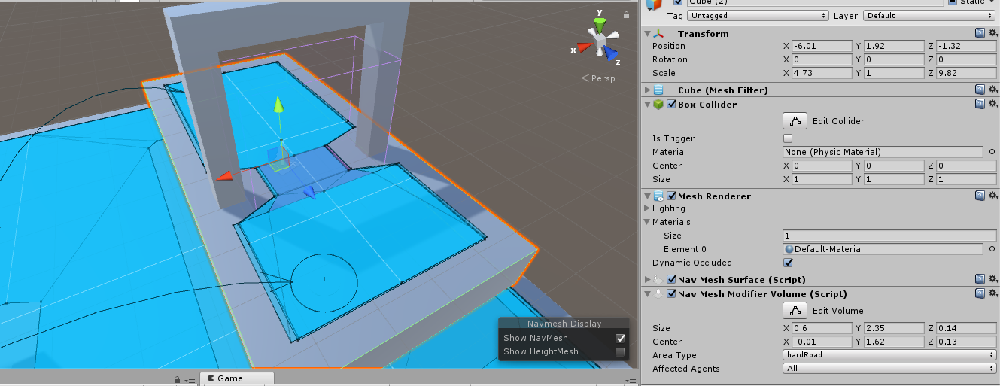 y
x
z
Persp
Navmesh Display
Show NavMesh
Show HeightMesh
Game
Cube (2)
Static
Tag Untagged Layer Default
Transform
Position X -6.01 Y 1.92 Z -1.32
Rotation X 0 Y 0 Z 0
Scale X 4.73 Y 1 Z 9.82
Cube (Mesh Filter)
Box Collider
Edit Collider
Is Trigger
Material None (Physic Material)
Center X 0 Y 0 Z 0
Size X 1 Y 1 Z 1
Mesh Renderer
Lighting
Materials
Size 1
Element 0 Default-Material
Dynamic Occluded
Nav Mesh Surface (Script)
Nav Mesh Modifier Volume (Script)
Edit Volume
Size X 0.6 Y 2.35 Z 0.14
Center X -0.01 Y 1.62 Z 0.13
Area Type hardRoad
Affected Agents All